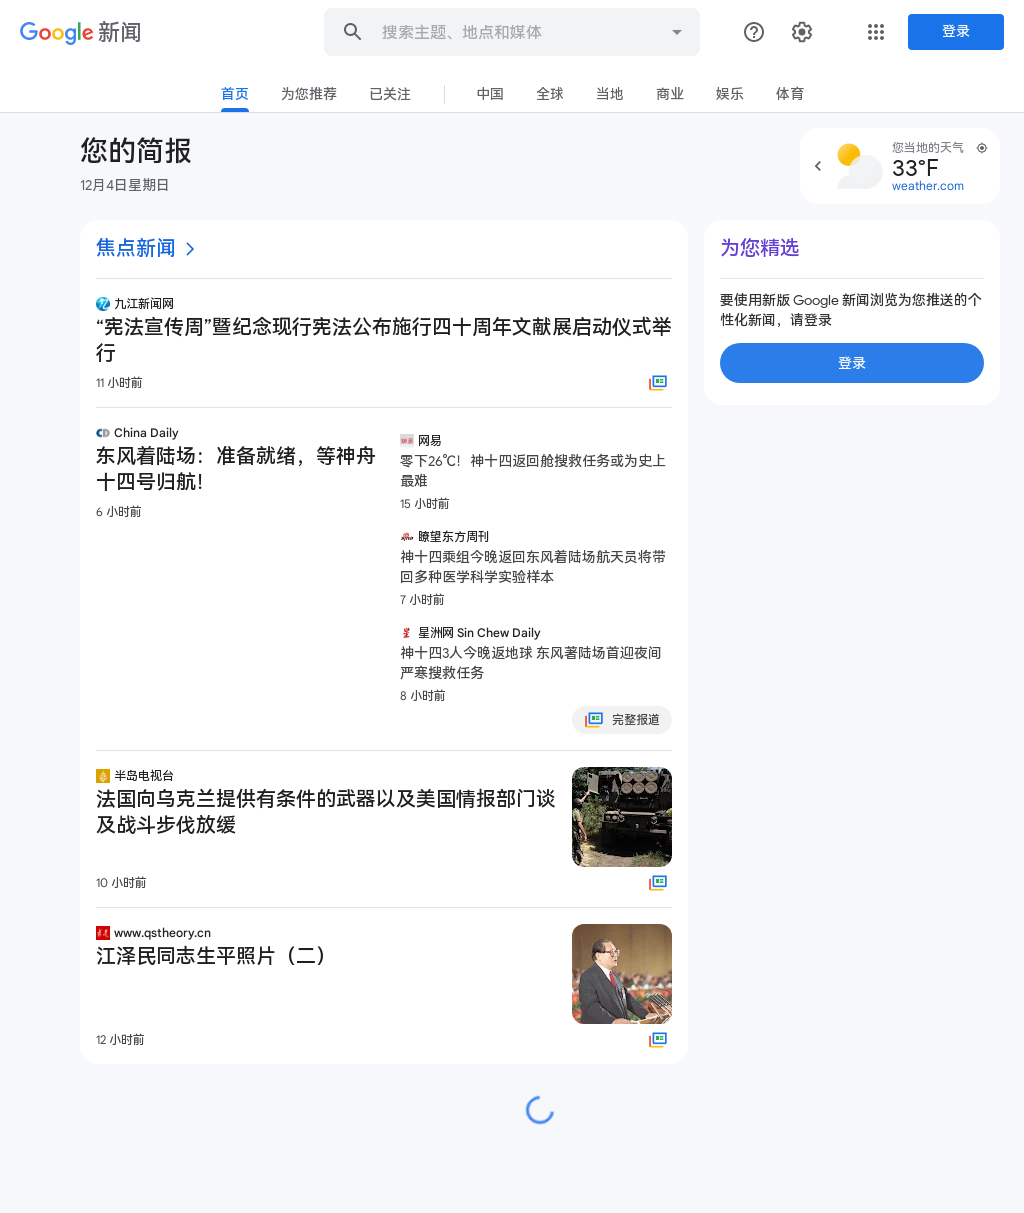 Google 新闻
搜索主题、地点和媒体
登录
首页
为您推荐
已关注
中国
全球
当地
商业
娱乐
体育
您的简报
12月4日星期日
您当地的天气
33°F
weather.com
焦点新闻
九江新闻网
“宪法宣传周”暨纪念现行宪法公布施行四十周年文献展启动仪式举
行
11 小时前
China Daily
东风着陆场：准备就绪，等神舟
十四号归航！
6 小时前
网易
零下26℃！神十四返回舱搜救任务或为史上
最难
15 小时前
瞭望东方周刊
神十四乘组今晚返回东风着陆场航天员将带
回多种医学科学实验样本
7 小时前
星洲网 Sin Chew Daily
神十四3人今晚返地球 东风著陆场首迎夜间
严寒搜救任务
8 小时前
完整报道
半岛电视台
法国向乌克兰提供有条件的武器以及美国情报部门谈
及战斗步伐放缓
10 小时前
www.qstheory.cn
江泽民同志生平照片（二）
12 小时前
为您精选
要使用新版 Google 新闻浏览为您推送的个
性化新闻，请登录
登录